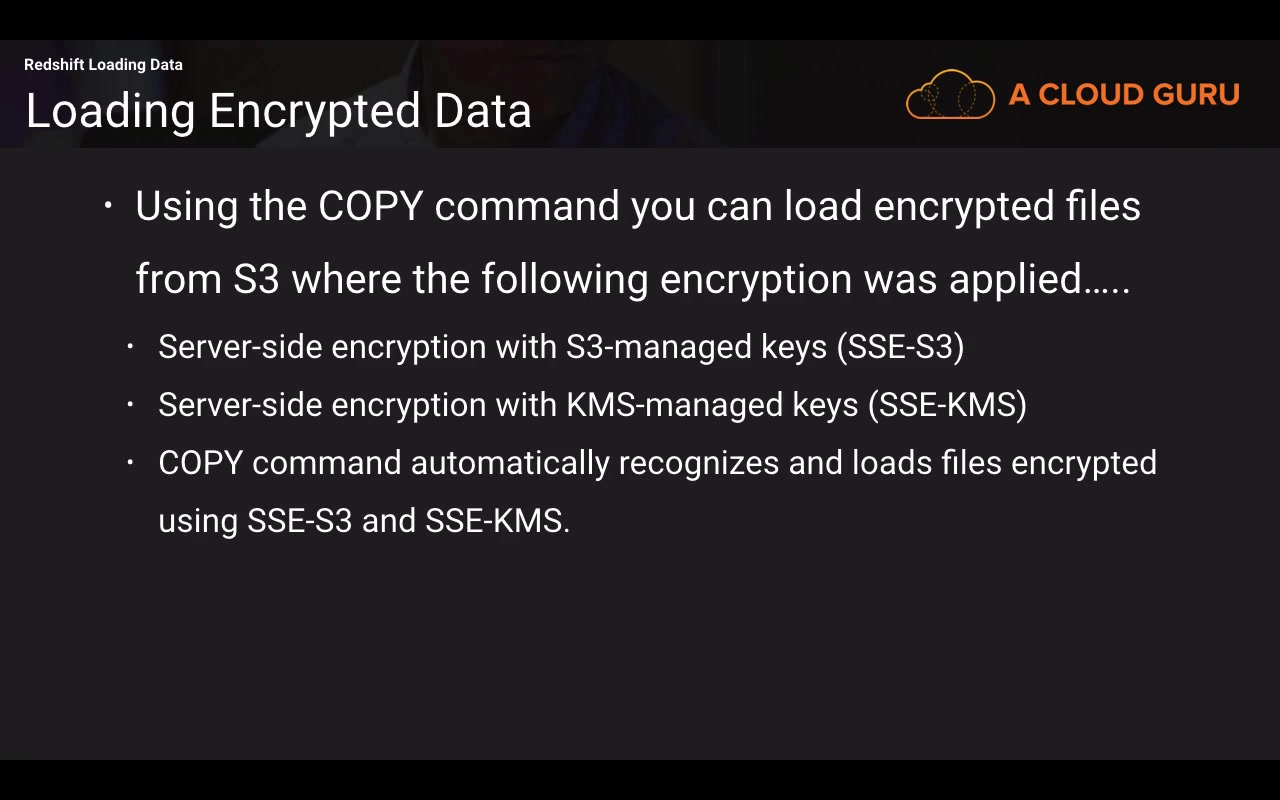 Redshift Loading Data
Loading Encrypted Data
A CLOUD GURU
• Using the COPY command you can load encrypted files
from S3 where the following encryption was applied…..
• Server-side encryption with S3-managed keys (SSE-S3)
• Server-side encryption with KMS-managed keys (SSE-KMS)
• COPY command automatically recognizes and loads files encrypted
using SSE-S3 and SSE-KMS.